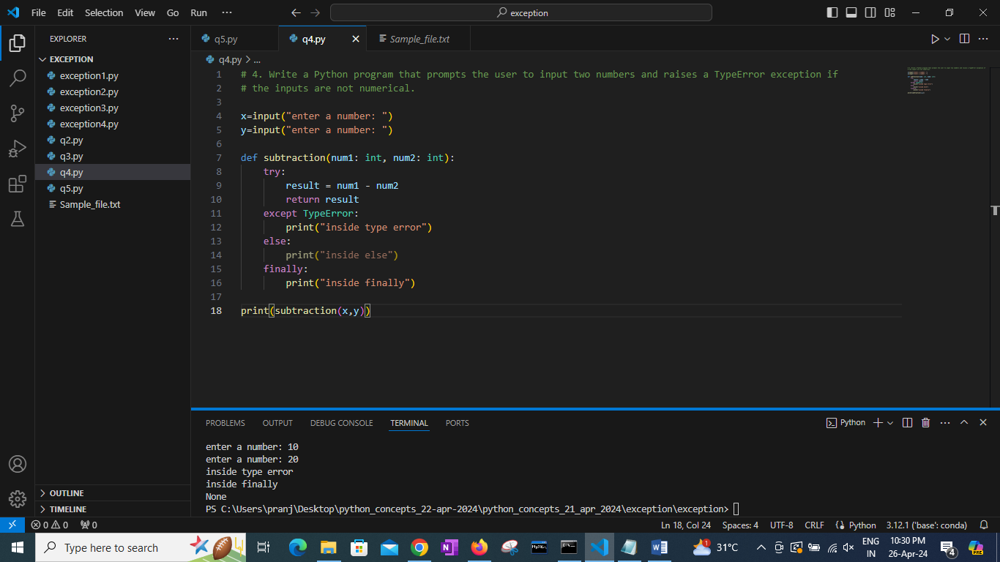 File Edit Selection View Go Run ··· exception
EXPLORER ···
EXCEPTION
exception1.py
exception2.py
exception3.py
exception4.py
q2.py
q3.py
q4.py
q5.py
Sample_file.txt
OUTLINE
TIMELINE
q5.py q4.py Sample_file.txt
q4.py > ...
1 # 4. Write a Python program that prompts the user to input two numbers and raises a TypeError exception if
2 # the inputs are not numerical.
3
4 x=input("enter a number: ")
5 y=input("enter a number: ")
6
7 def subtraction(num1: int, num2: int):
8 try:
9 result = num1 - num2
10 return result
11 except TypeError:
12 print("inside type error")
13 else:
14 print("inside else")
15 finally:
16 print("inside finally")
17
18 print(subtraction(x,y))
PROBLEMS OUTPUT DEBUG CONSOLE TERMINAL PORTS Python
enter a number: 10
enter a number: 20
inside type error
inside finally
None
PS C:\Users\pranj\Desktop\python_concepts_22-apr-2024\python_concepts_21_apr_2024\exception\exception>
0 0 0 Ln 18, Col 24 Spaces: 4 UTF-8 CRLF Python 3.12.1 ('base': conda)
Type here to search 1 31°C ENG 10:30 PM 4 PRE
IN 26-Apr-24